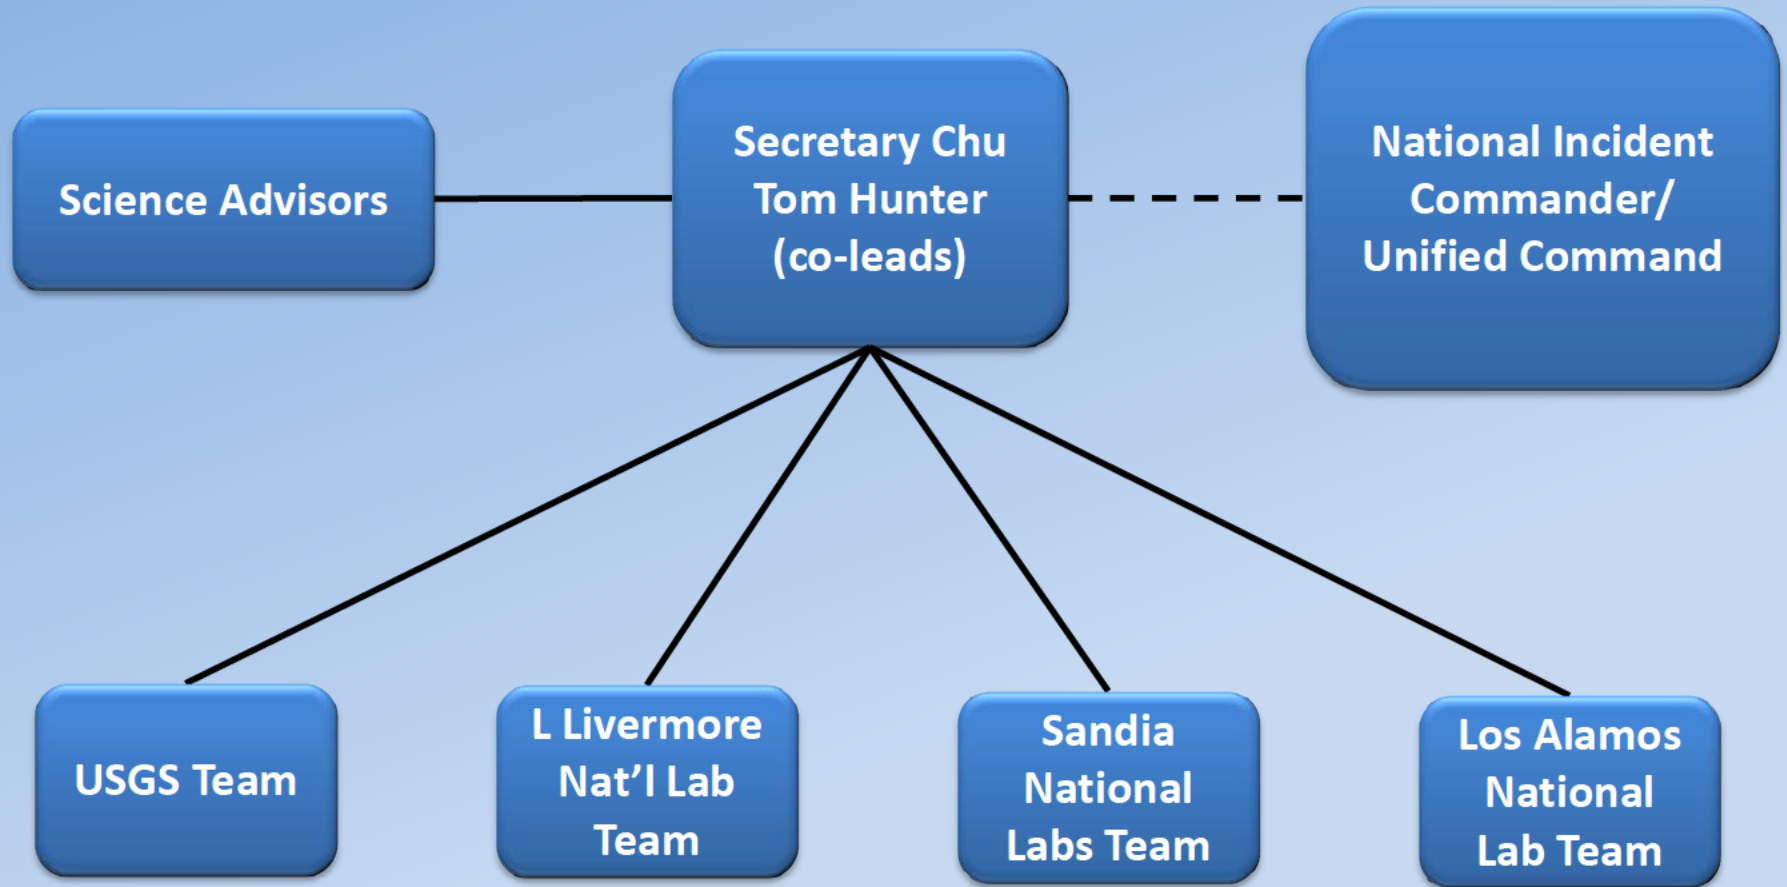 Science Advisors
Secretary Chu
Tom Hunter
(co-leads)
National Incident
Commander/
Unified Command
USGS Team
L Livermore
Nat’l Lab
Team
Sandia
National
Labs Team
Los Alamos
National
Lab Team